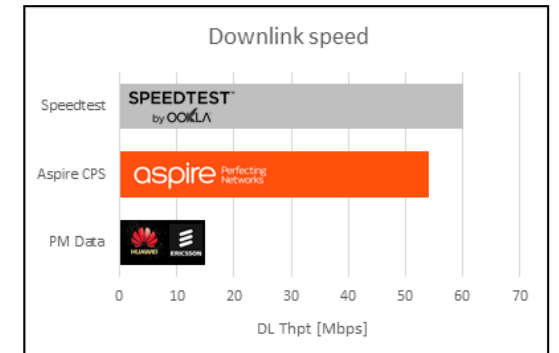 Downlink speed
Speedtest
SPEEDTEST™
by OOKLA
Aspire CPS
aspire Perfecting Networks
PM Data
HUAWEI ERICSSON
0 10 20 30 40 50 60 70
DL Thpt [Mbps]